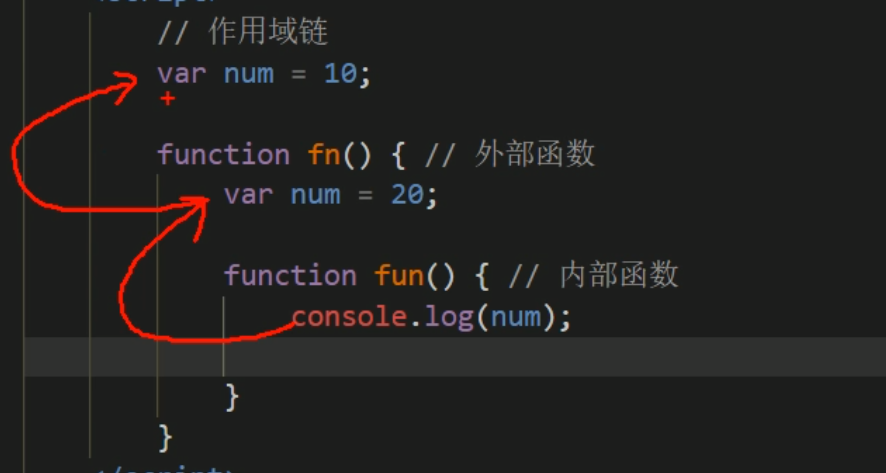 // 作用域链
var num = 10;
function fn() { // 外部函数
var num = 20;
function fun() { // 内部函数
console.log(num);
}
}